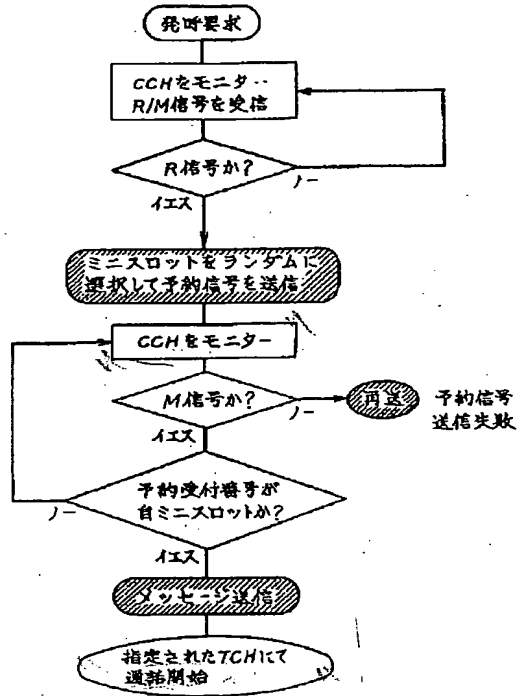 発呼要求
CCHをモニター
R/M信号を受信
R信号か?
ノー
イエス
ミニスロットをランダムに
選択して予約信号を送信
CCHをモニター
M信号か?
ノー
再送
予約信号
送信失敗
イエス
予約受付番号が
自ミニスロットか?
ノー
イエス
メッセージ送信
指定されたTCHにて
通話開始